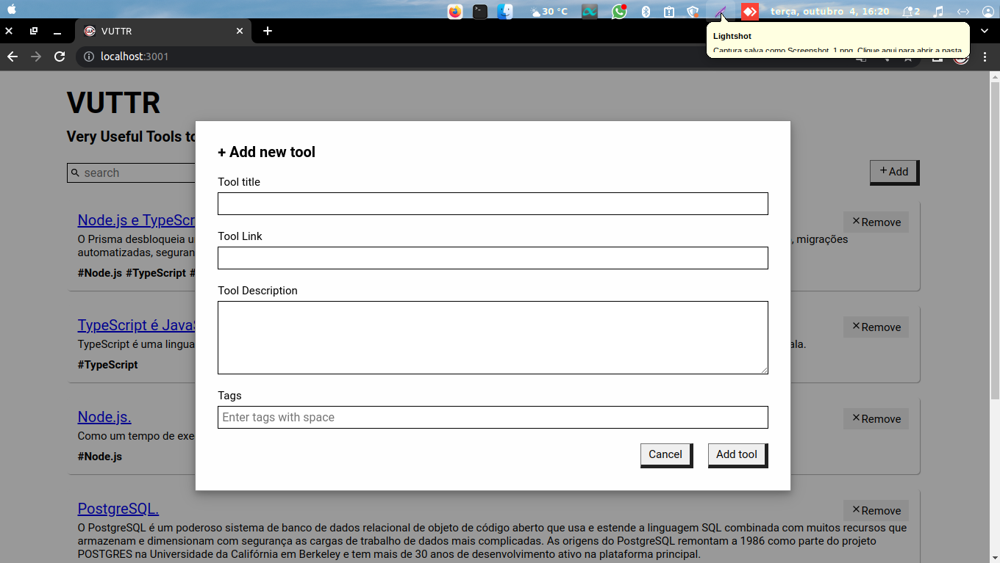 30 °C
terça, outubro 4, 16:20
2
VUTTR
Lightshot
Captura salva como Screenshot_1.png. Clique aqui para abrir a pasta
localhost:3001
VUTTR
Very Useful Tools to
search
+Add
+ Add new tool
Tool title
Tool Link
Tool Description
Tags
Enter tags with space
Cancel
Add tool
Node.js e TypeScr
Remove
O Prisma desbloqueia u
, migrações
automatizadas, seguran
#Node.js #TypeScript #
TypeScript é JavaS
Remove
TypeScript é uma lingua
ala.
#TypeScript
Node.js.
Remove
Como um tempo de exe
#Node.js
PostgreSQL.
Remove
O PostgreSQL é um poderoso sistema de banco de dados relacional de objeto de código aberto que usa e estende a linguagem SQL combinada com muitos recursos que
armazenam e dimensionam com segurança as cargas de trabalho de dados mais complicadas. As origens do PostgreSQL remontam a 1986 como parte do projeto
POSTGRES na Universidade da Califórnia em Berkeley e tem mais de 30 anos de desenvolvimento ativo na plataforma principal.